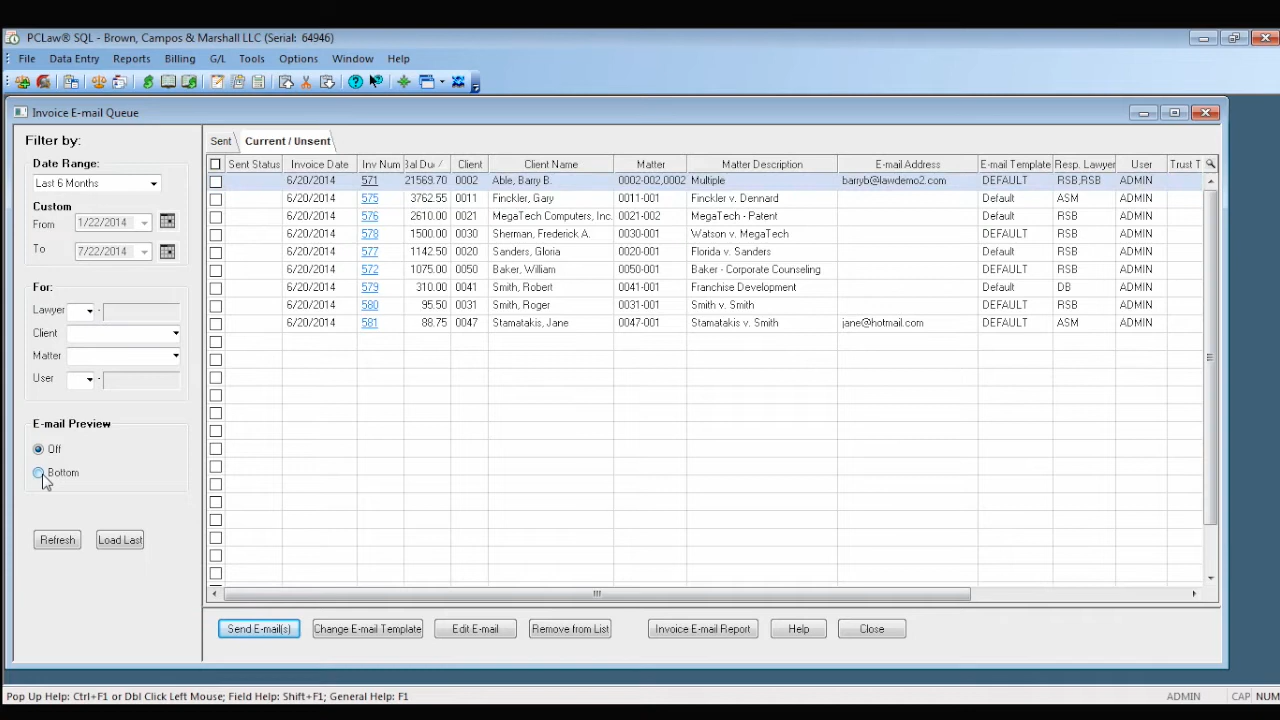 PCLaw® SQL - Brown, Campos & Marshall LLC (Serial: 64946)
File Data Entry Reports Billing G/L Tools Options Window Help
Invoice E-mail Queue
Filter by:
Date Range:
Last 6 Months
Custom
From 1/22/2014
To 7/22/2014
For:
Lawyer -
Client
Matter
User -
E-mail Preview
Off
Bottom
Refresh Load Last
Sent Current / Unsent
Sent Status Invoice Date Inv Num Client Client Name Matter Matter Description E-mail Address E-mail Template Resp. Lawyer User Trust T
6/20/2014 571 21569.70 0002 Able, Barry B. 0002-002,0002 Multiple barryb@lawdemo2.com DEFAULT RSB,RSB ADMIN
6/20/2014 575 3762.55 0011 Finckler, Gary 0011-001 Finckler v. Dennard Default ASM ADMIN
6/20/2014 576 2610.00 0021 MegaTech Computers, Inc. 0021-002 MegaTech - Patent Default RSB ADMIN
6/20/2014 578 1500.00 0030 Sherman, Frederick A. 0030-001 Watson v. MegaTech Default RSB ADMIN
6/20/2014 577 1142.50 0020 Sanders, Gloria 0020-001 Florida v. Sanders Default RSB ADMIN
6/20/2014 572 1075.00 0050 Baker, William 0050-001 Baker - Corporate Counseling DEFAULT RSB ADMIN
6/20/2014 579 310.00 0041 Smith, Robert 0041-001 Franchise Development Default DB ADMIN
6/20/2014 580 95.50 0031 Smith, Roger 0031-001 Smith v. Smith DEFAULT RSB ADMIN
6/20/2014 581 88.75 0047 Stamatakis, Jane 0047-001 Stamatakis v. Smith jane@hotmail.com DEFAULT ASM ADMIN
Send E-mail(s) Change E-mail Template Edit E-mail Remove from List Invoice E-mail Report Help Close
Pop Up Help: Ctrl+F1 or Dbl Click Left Mouse; Field Help: Shift+F1; General Help: F1 ADMIN CAP NUM